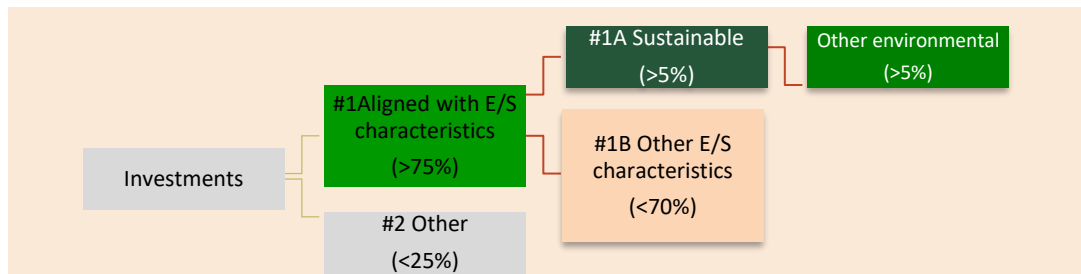 #1A Sustainable
(>5%)
Other environmental
(>5%)
#1Aligned with E/S
characteristics
(>75%)
#1B Other E/S
characteristics
(<70%)
Investments
#2 Other
(<25%)